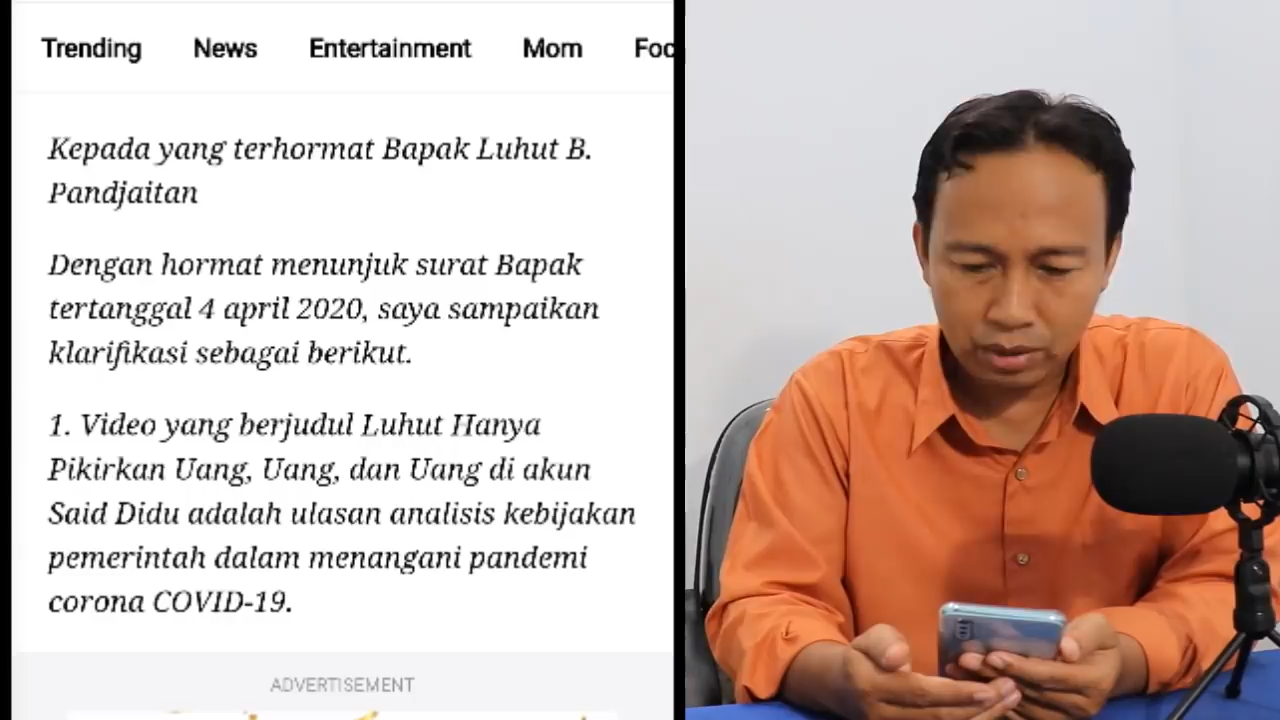 Trending News Entertainment Mom
Kepada yang terhormat Bapak Luhut B.
Pandjaitan
Dengan hormat menunjuk surat Bapak
tertanggal 4 april 2020, saya sampaikan
klarifikasi sebagai berikut.
1. Video yang berjudul Luhut Hanya
Pikirkan Uang, Uang, dan Uang di akun
Said Didu adalah ulasan analisis kebijakan
pemerintah dalam menangani pandemi
corona COVID-19.
ADVERTISEMENT